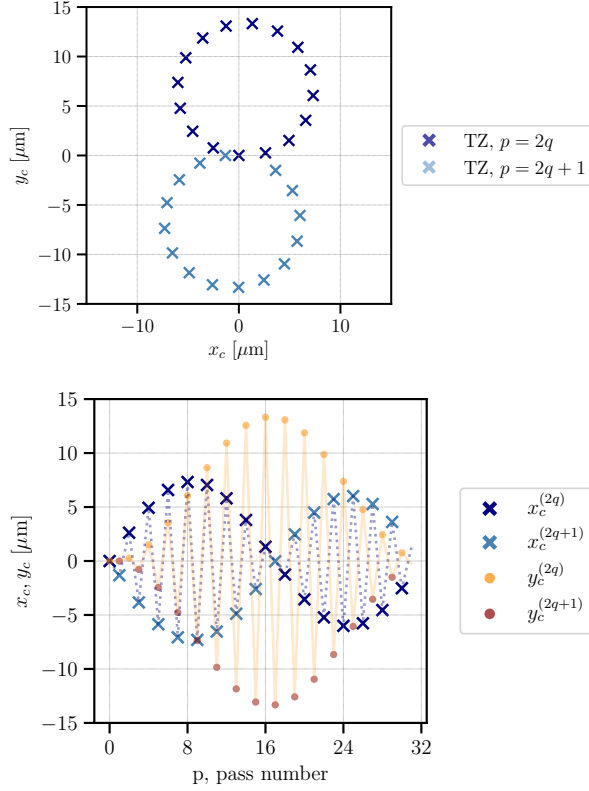 15
10
5
0
−5
−10
−15
y_c [μm]
−10 0 10
x_c [μm]
TZ, p = 2q
TZ, p = 2q + 1
15
10
5
0
−5
−10
−15
x_c, y_c [μm]
0 8 16 24 32
p, pass number
x_c^{(2q)}
x_c^{(2q+1)}
y_c^{(2q)}
y_c^{(2q+1)}